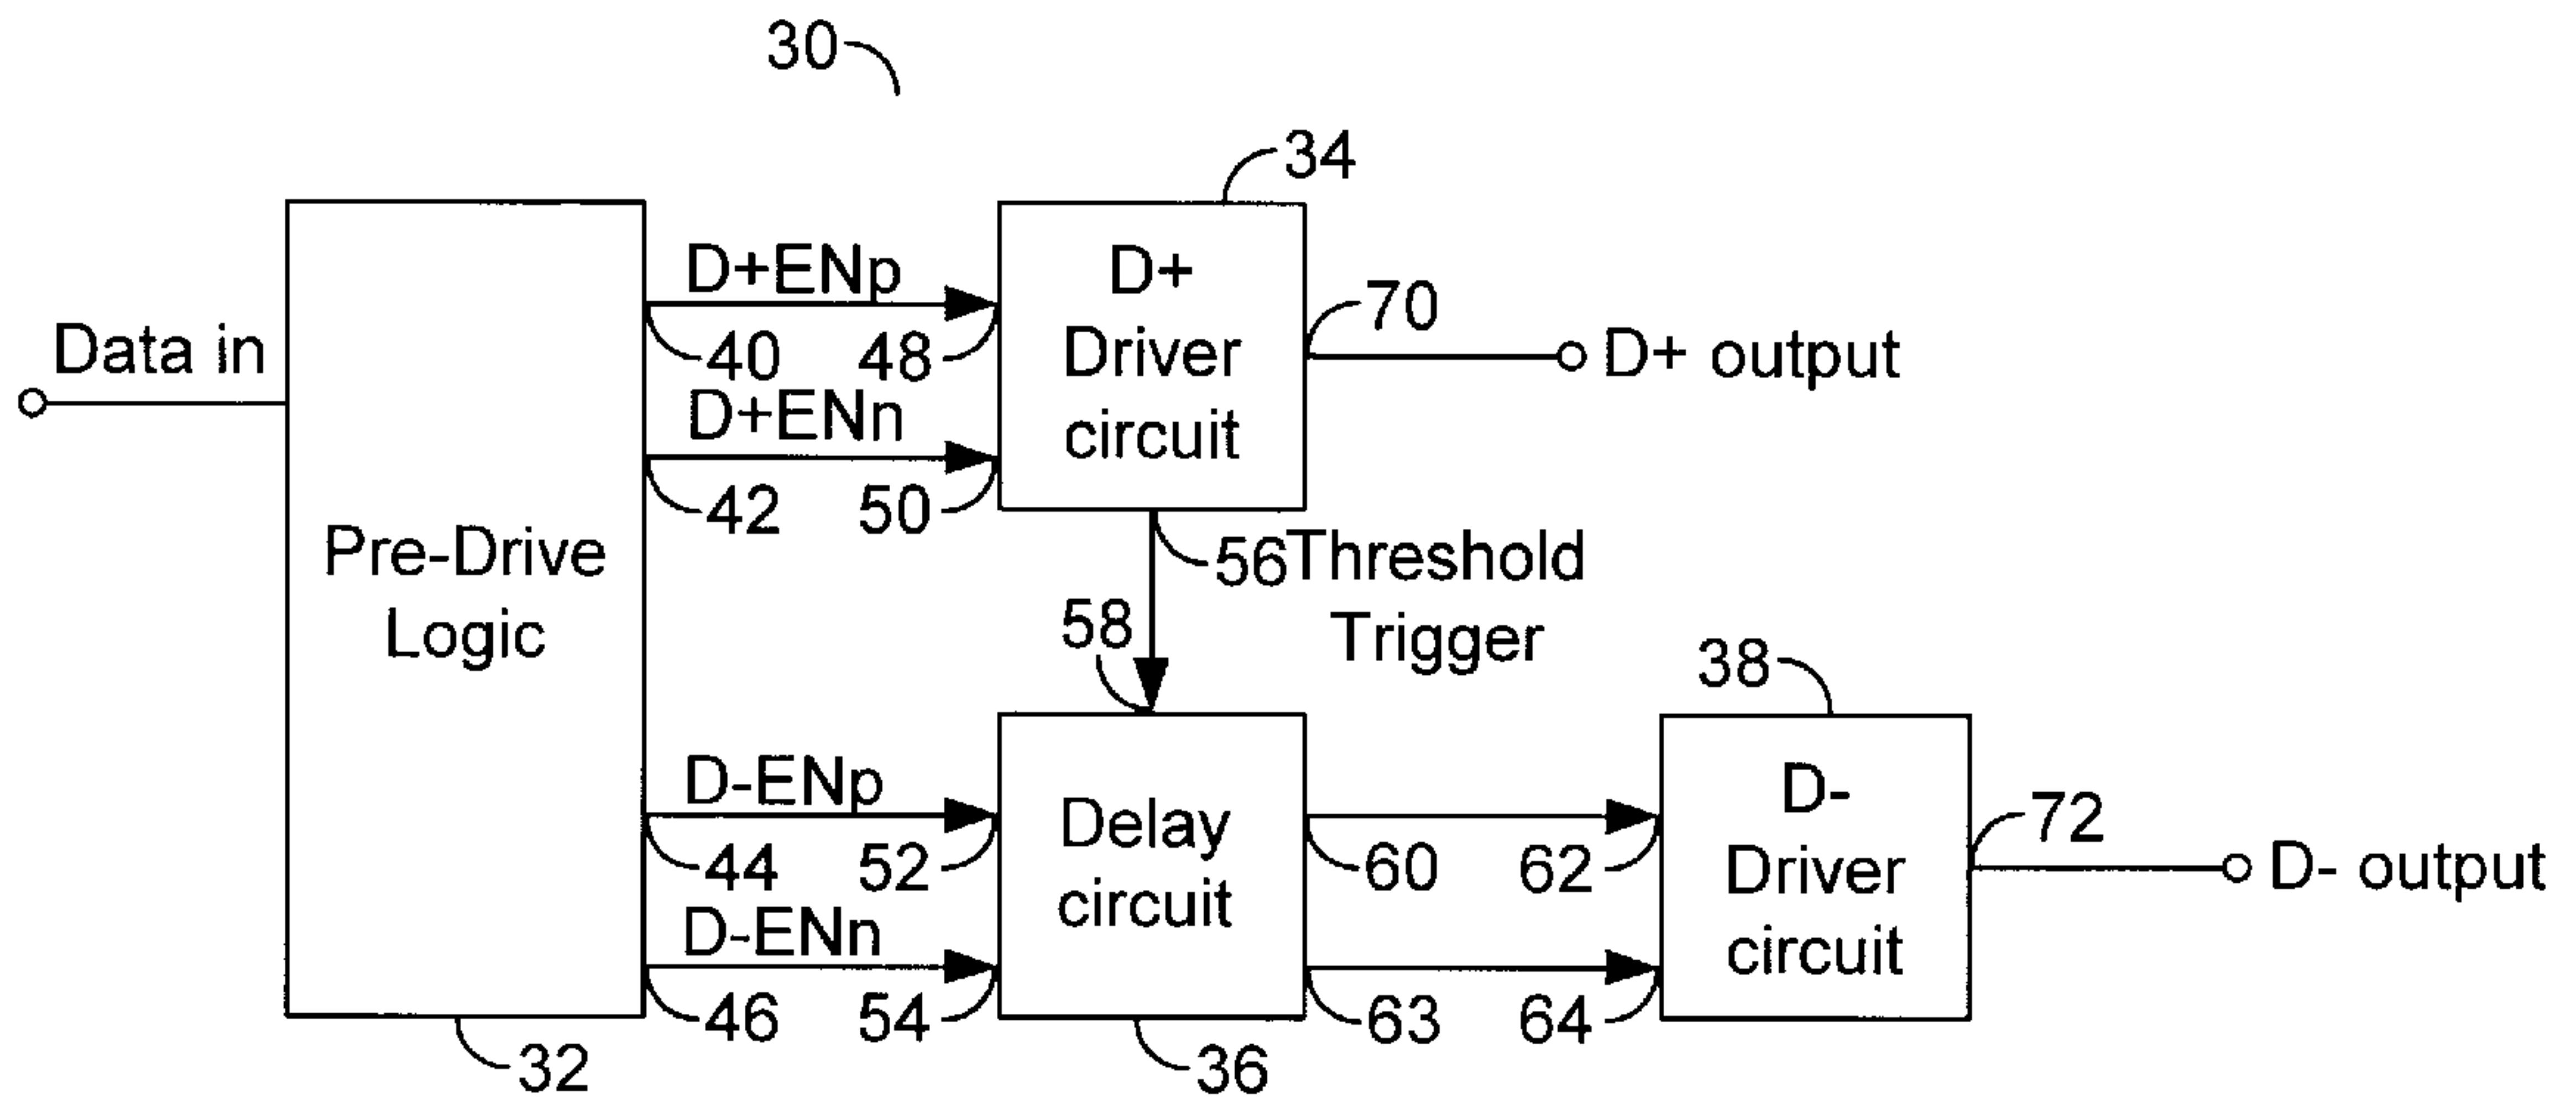 30
34
D+ENp
D+
Driver
circuit
70
D+ output
Data in
40
48
D+ENn
42
50
Pre-Drive
Logic
56
Threshold
Trigger
58
38
D-ENp
Delay
circuit
D-
Driver
circuit
72
D- output
44
52
60
62
D-ENn
46
54
63
64
32
36